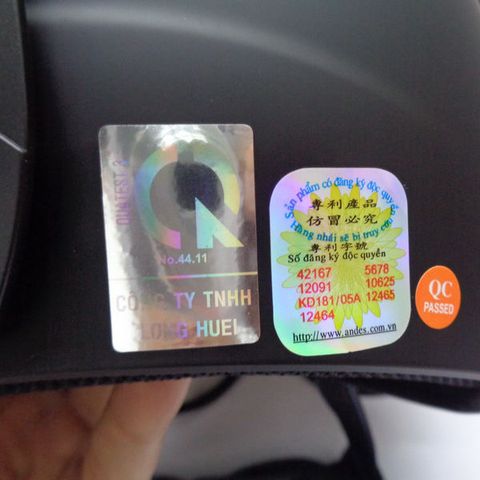 QUATEST 3
No.44.11
CÔNG TY TNHH
LONG HUEI
Sản phẩm có đăng ký độc quyền
專利產品
仿冒必究
Hàng nhái sẽ bị truy cứu
專利字號
Số đăng ký độc quyền
42167 5678
12091 10625
KD181/05A 12465
12464
http://www.andes.com.vn
QC
PASSED